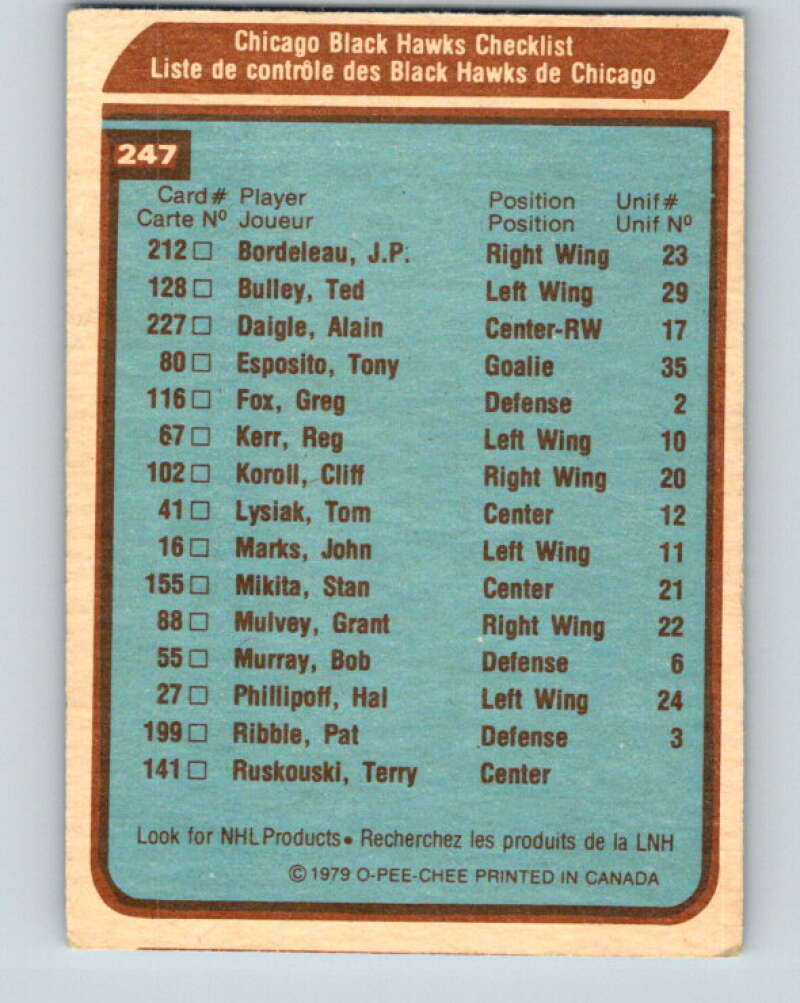 Chicago Black Hawks Checklist
Liste de contrôle des Black Hawks de Chicago
247
Card # Player Position Unif #
Carte Nº Joueur Position Unif Nº
212 □ Bordeleau, J.P. Right Wing 23
128 □ Bulley, Ted Left Wing 29
227 □ Daigle, Alain Center-RW 17
80 □ Esposito, Tony Goalie 35
116 □ Fox, Greg Defense 2
67 □ Kerr, Reg Left Wing 10
102 □ Koroll, Cliff Right Wing 20
41 □ Lysiak, Tom Center 12
16 □ Marks, John Left Wing 11
155 □ Mikita, Stan Center 21
88 □ Mulvey, Grant Right Wing 22
55 □ Murray, Bob Defense 6
27 □ Phillipoff, Hal Left Wing 24
199 □ Ribble, Pat Defense 3
141 □ Ruskouski, Terry Center
Look for NHL Products • Recherchez les produits de la LNH
© 1979 O-PEE-CHEE PRINTED IN CANADA